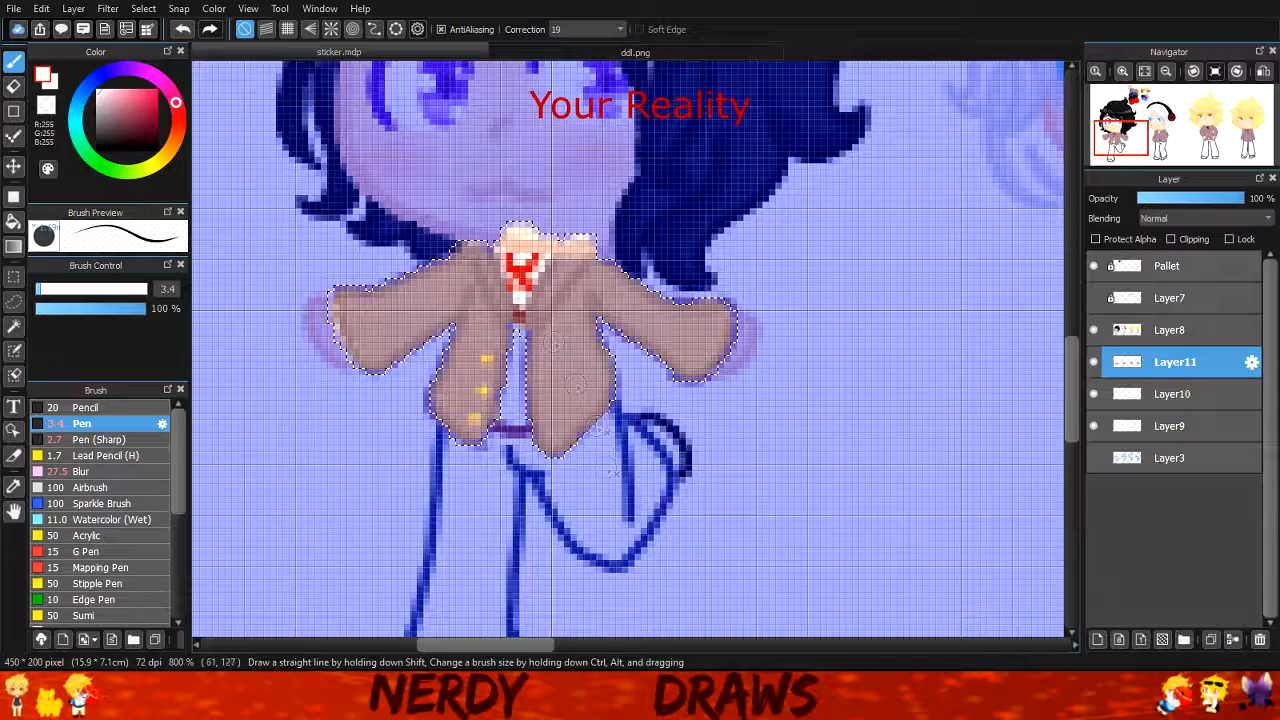 File Edit Layer Filter Select Snap Color View Tool Window Help
AntiAliasing Correction 19 Soft Edge
Color
sticker.mdp
ddl.png
Navigator
R:255
G:255
B:255
Your Reality
Brush Preview
Brush Control
3.4
100 %
Layer
Opacity 100 %
Blending Normal
Protect Alpha Clipping Lock
Pallet
Layer7
Layer8
Layer11
Layer10
Layer9
Layer3
Brush
20 Pencil
3.4 Pen
2.7 Pen (Sharp)
1.7 Lead Pencil (H)
27.5 Blur
100 Airbrush
100 Sparkle Brush
11.0 Watercolor (Wet)
50 Acrylic
15 G Pen
15 Mapping Pen
50 Stipple Pen
10 Edge Pen
50 Sumi
450 * 200 pixel (15.9 * 7.1cm) 72 dpi 800 % ( 61, 127) Draw a straight line by holding down Shift, Change a brush size by holding down Ctrl, Alt, and dragging
NERDY DRAWS